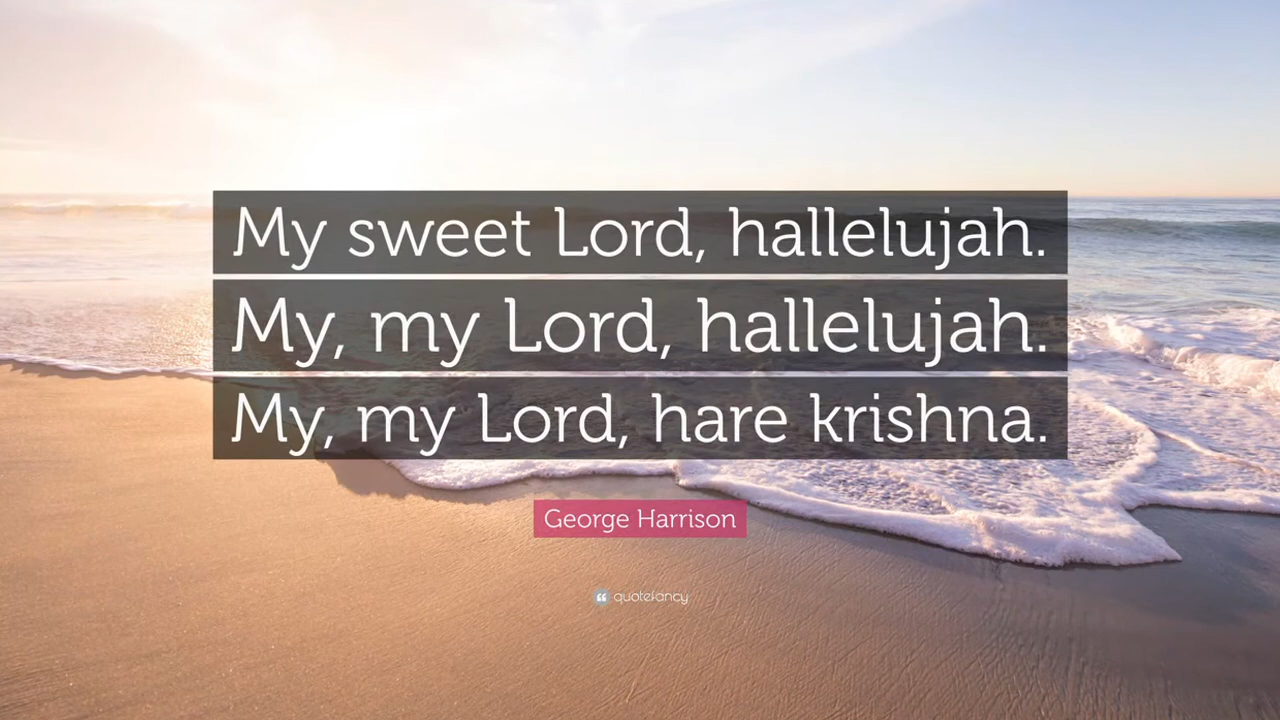 My sweet Lord, hallelujah.
My, my Lord, hallelujah.
My, my Lord, hare krishna.
George Harrison
quotefancy